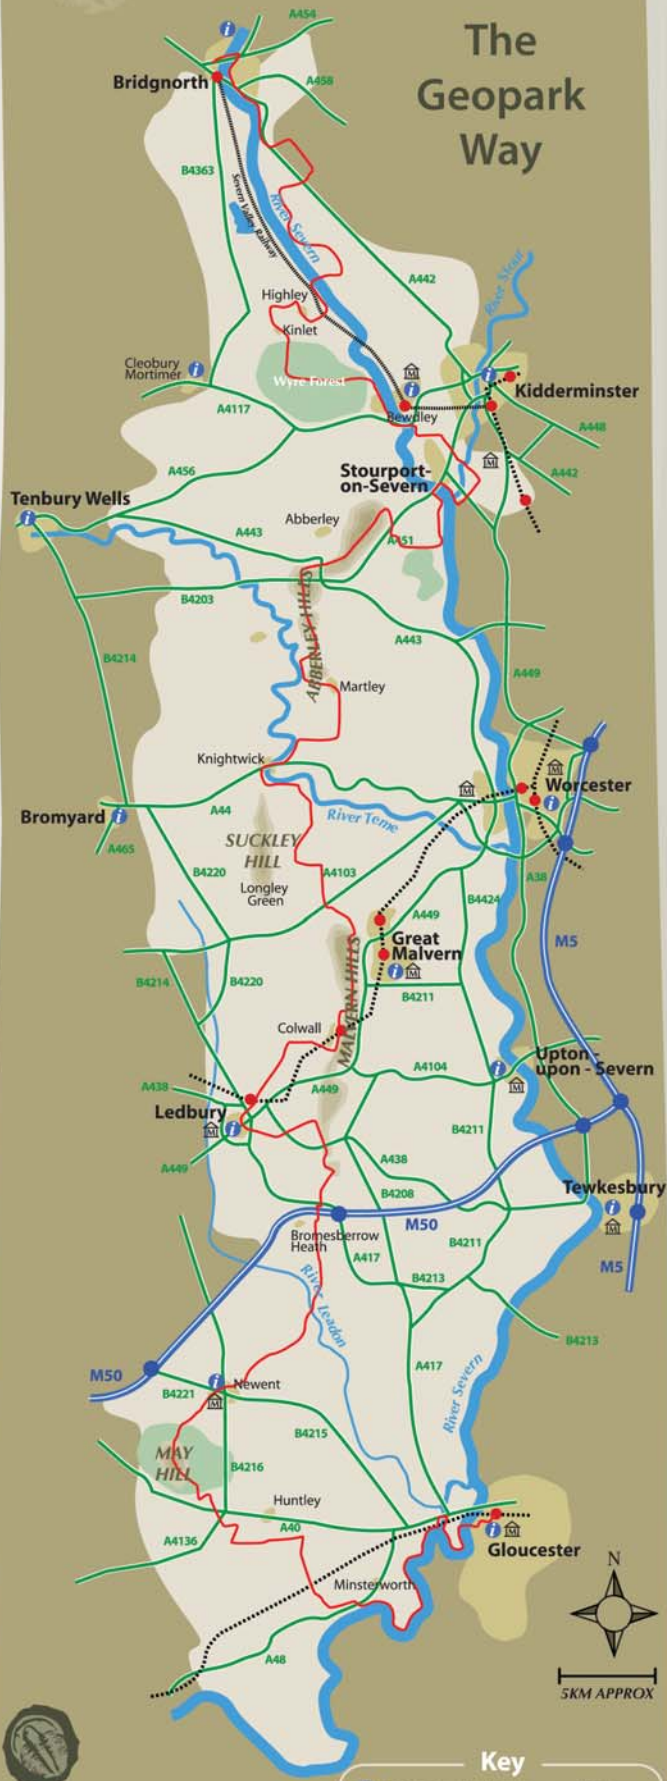 The
Geopark
Way
A454
Bridgnorth
A458
B4363
Severn Valley Railway
River Severn
A442
River Stour
Highley
Kinlet
Cleobury
Mortimer
Wyre Forest
Kidderminster
A4117
Bewdley
A448
A456
Stourport-
on-Severn
A442
Tenbury Wells
Abberley
A443
A451
B4203
ABBERLEY HILLS
A443
B4214
A449
Martley
Knightwick
Worcester
A44
Bromyard
River Teme
A465
SUCKLEY
HILL
B4220
A4103
A38
Longley
Green
B4424
A449
Great
Malvern
M5
MALVERN HILLS
B4214
B4220
B4211
Colwall
Upton -
upon - Severn
A4104
A438
A449
Ledbury
B4211
A438
A449
B4208
Tewkesbury
M50
Bromesberrow
Heath
B4211
A417
M5
B4213
River Leadon
B4213
A417
M50
River Severn
B4221
Newent
B4215
MAY
HILL
B4216
Huntley
A40
A4136
Gloucester
N
Minsterworth
A48
5KM APPROX
Key